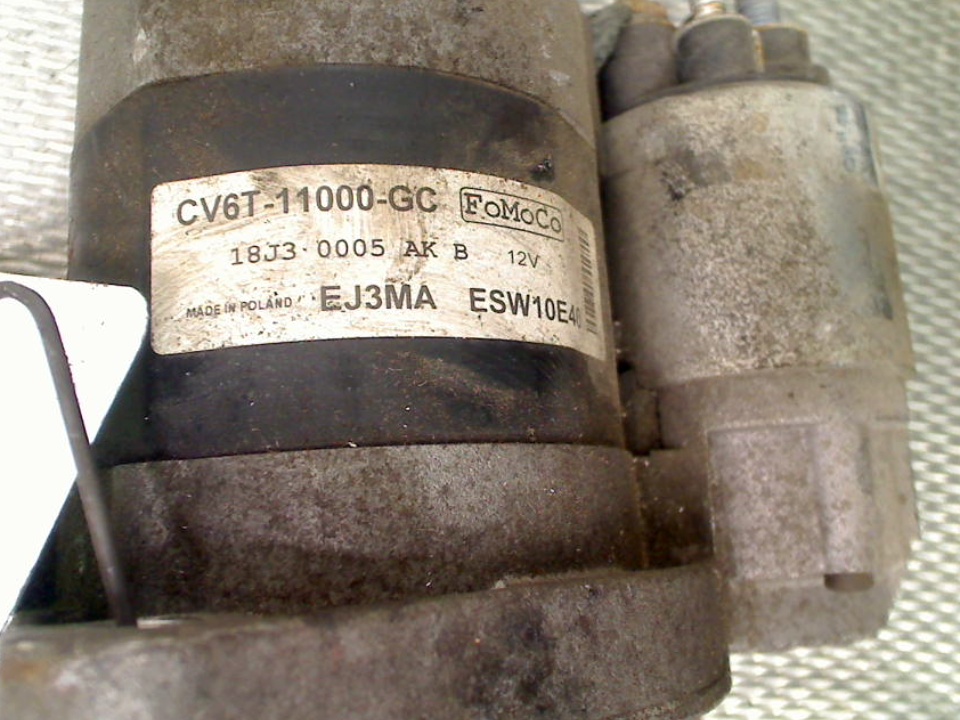 CV6T-11000-GC FoMoCo
18J3 0005 AK B 12V
MADE IN POLAND EJ3MA ESW10E40